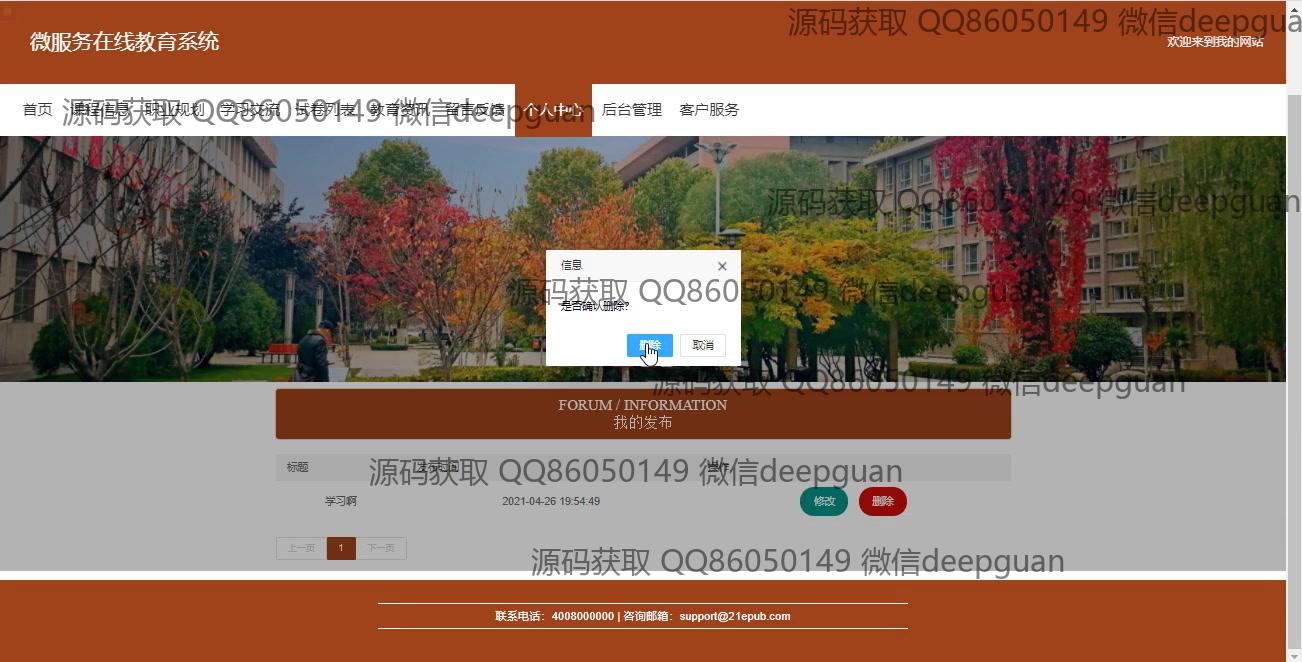 源码获取 QQ86050149 微信deepgua
微服务在线教育系统
欢迎来到我的网站
首页 课程信息 职业规划 学习交流 试卷列表 教育资讯 留言反馈 个人中心 后台管理 客户服务
源码获取 QQ86050149 微信deepguan
源码获取 QQ86050149 微信deepguan
信息
源码获取 QQ86050149 微信deepguan
是否确认删除?
删除 取消
源码获取 QQ86050149 微信deepguan
FORUM / INFORMATION
我的发布
标题 发布时间 操作
源码获取 QQ86050149 微信deepguan
学习啊 2021-04-26 19:54:49 修改 删除
上一页 1 下一页
源码获取 QQ86050149 微信deepguan
联系电话：4008000000 | 咨询邮箱：support@21epub.com